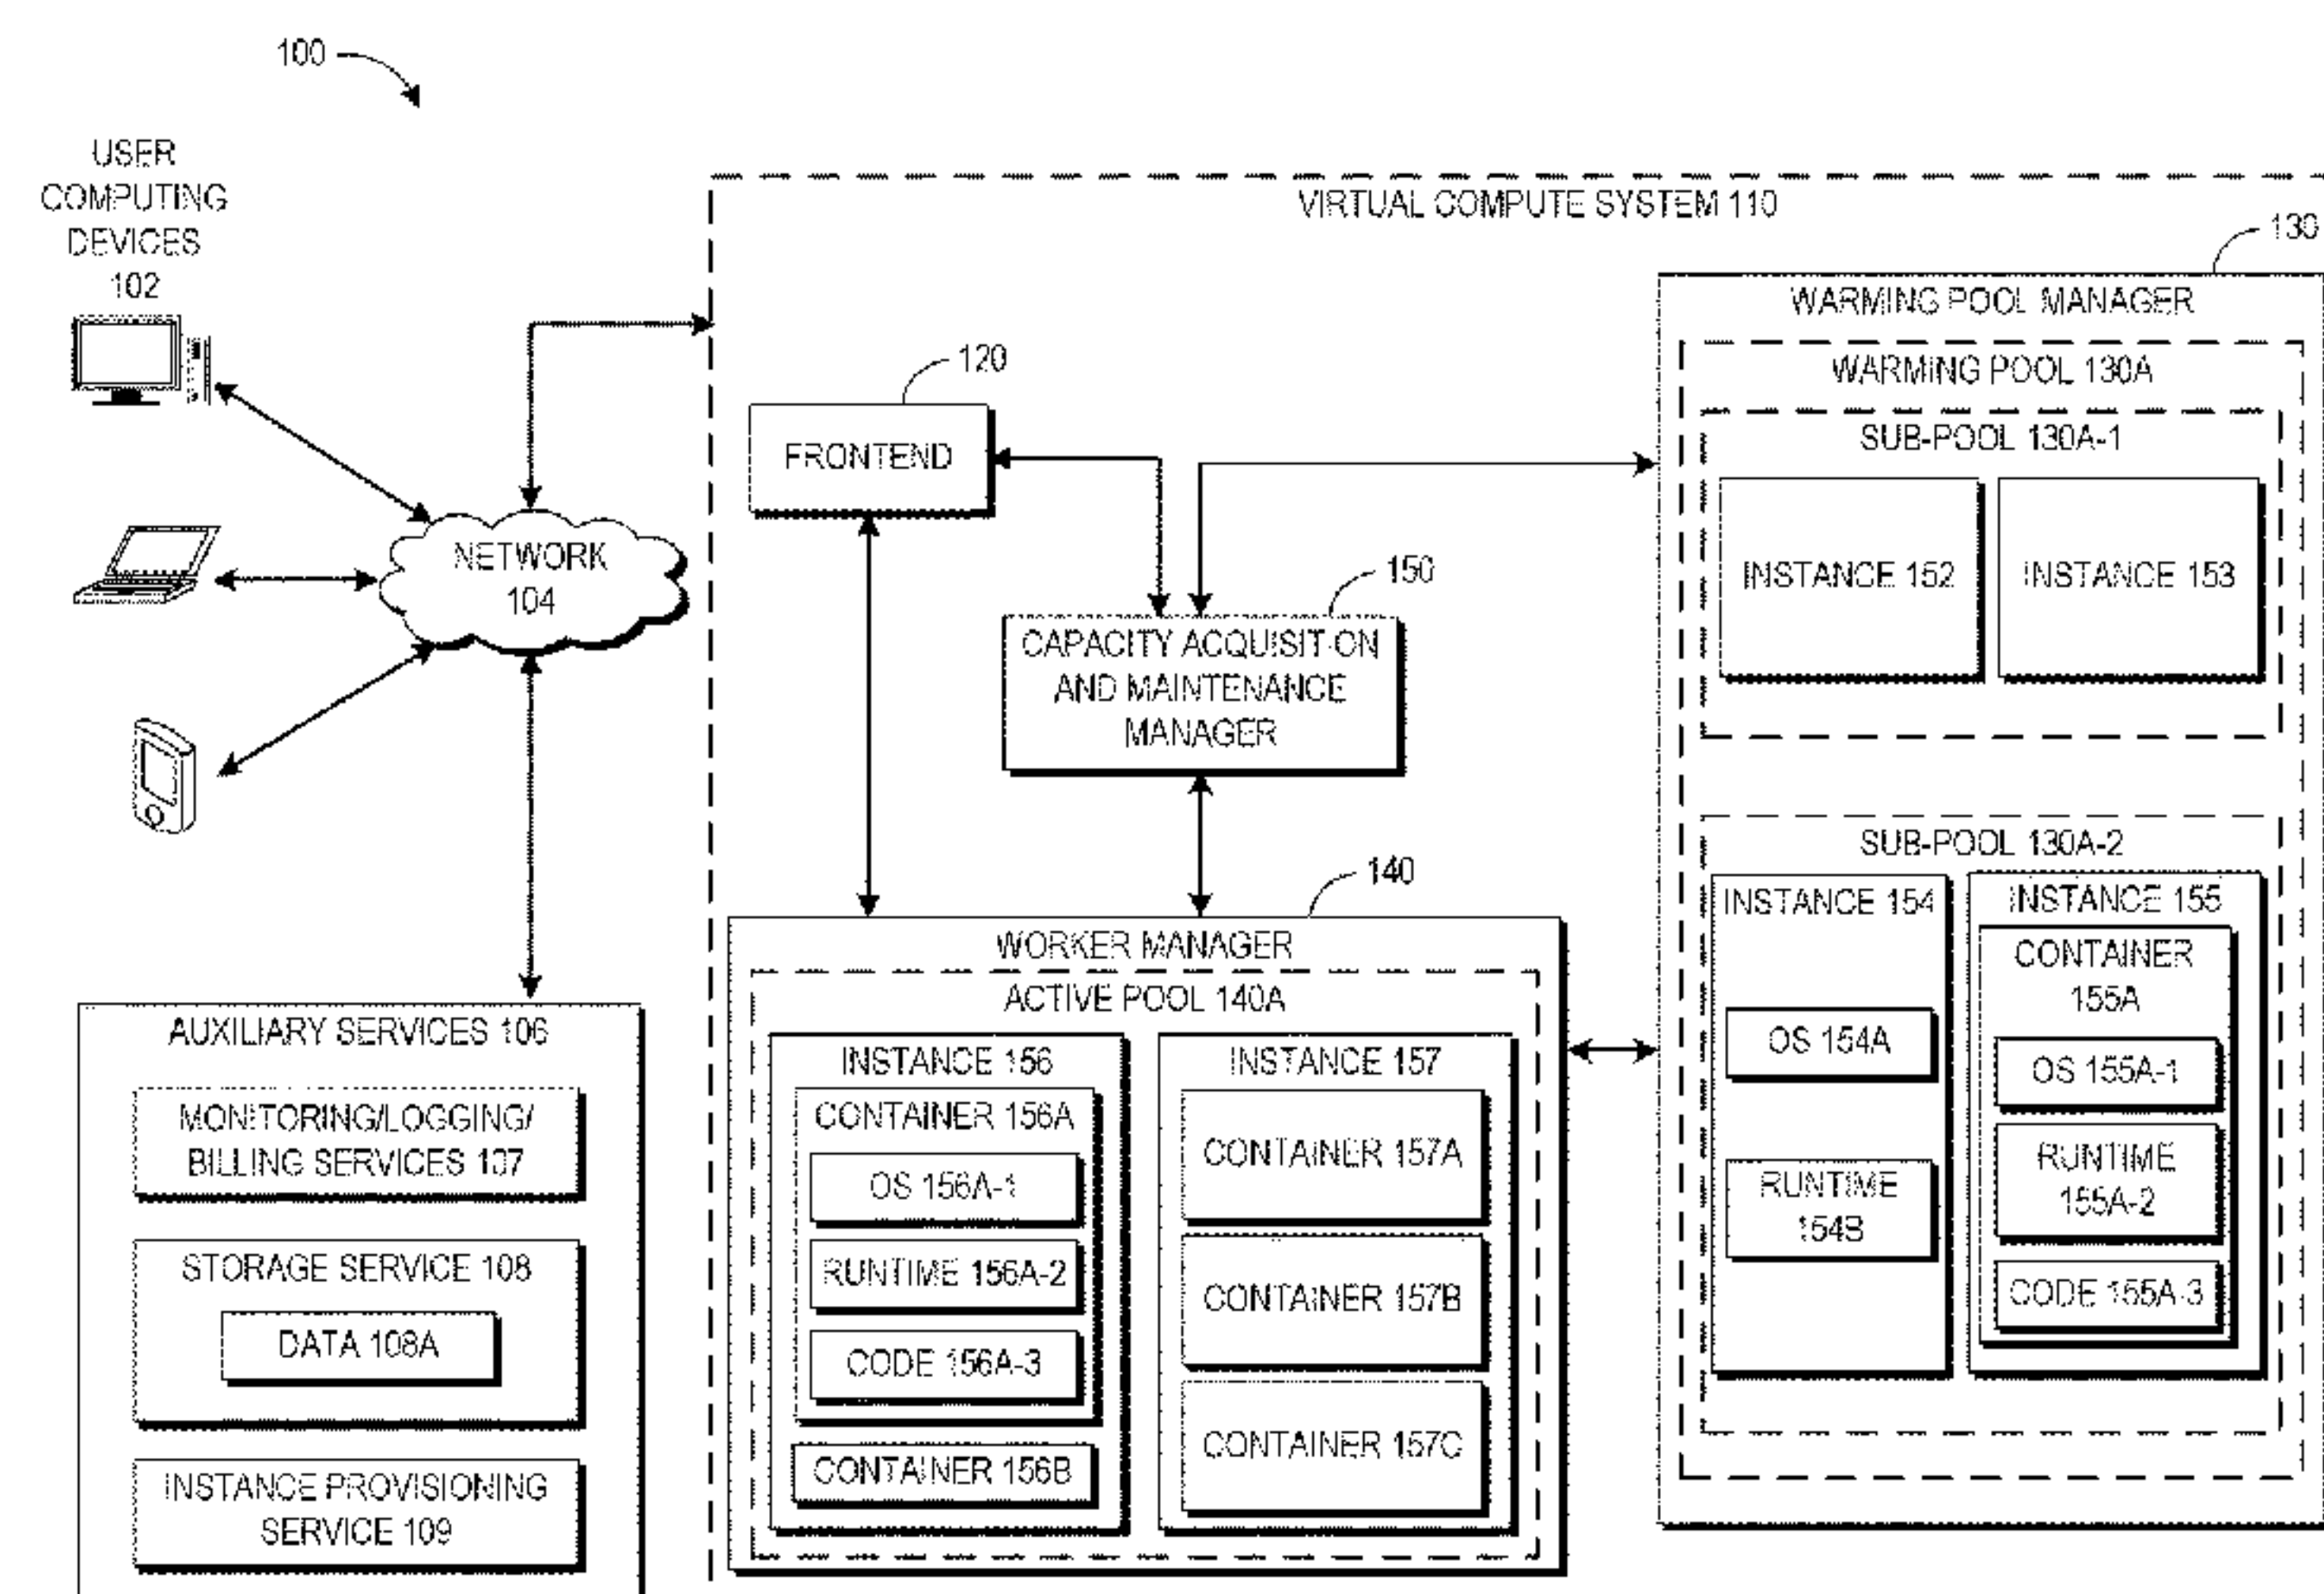 100
USER
COMPUTING
DEVICES
102
NETWORK
104
AUXILIARY SERVICES 106
MONITORING/LOGGING/
BILLING SERVICES 107
STORAGE SERVICE 108
DATA 108A
INSTANCE PROVISIONING
SERVICE 109
VIRTUAL COMPUTE SYSTEM 110
120
FRONTEND
150
CAPACITY ACQUISITION
AND MAINTENANCE
MANAGER
140
WORKER MANAGER
ACTIVE POOL 140A
INSTANCE 156
CONTAINER 156A
OS 156A-1
RUNTIME 156A-2
CODE 156A-3
CONTAINER 156B
INSTANCE 157
CONTAINER 157A
CONTAINER 157B
CONTAINER 157C
130
WARMING POOL MANAGER
WARMING POOL 130A
SUB-POOL 130A-1
INSTANCE 152
INSTANCE 153
SUB-POOL 130A-2
INSTANCE 154
OS 154A
RUNTIME
154B
INSTANCE 155
CONTAINER
155A
OS 155A-1
RUNTIME
155A-2
CODE 155A-3